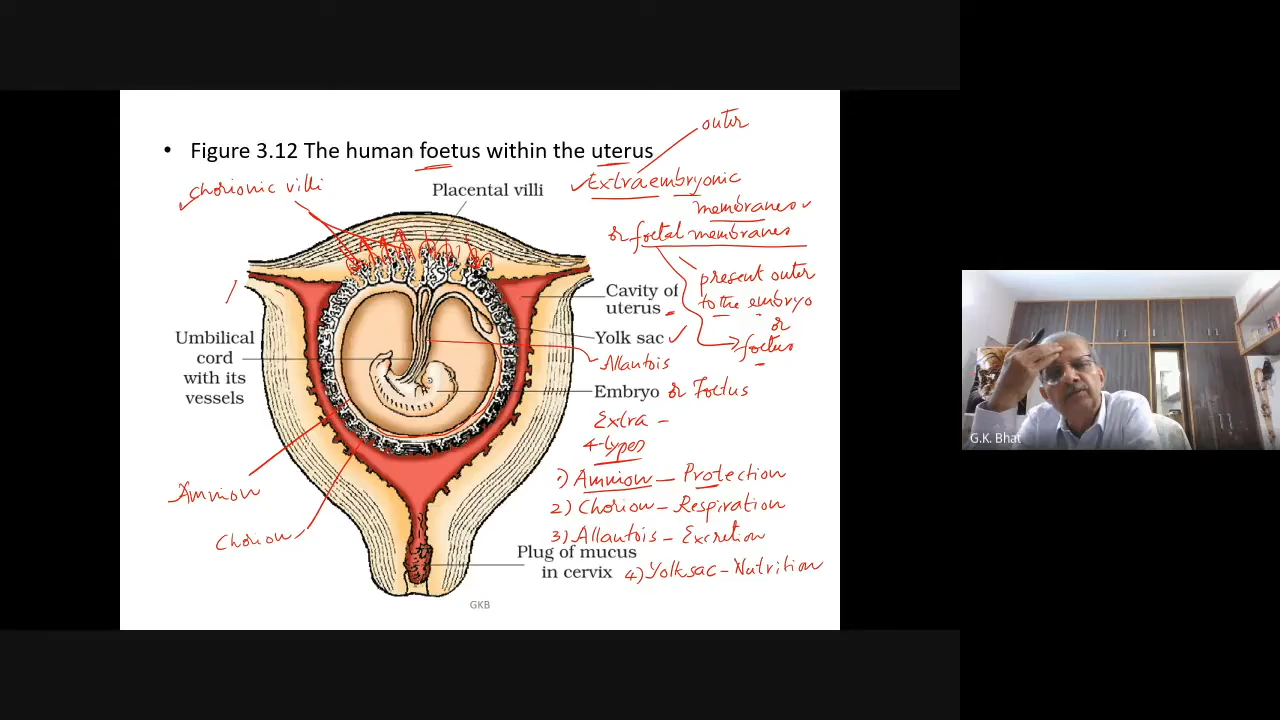 outer
• Figure 3.12 The human foetus within the uterus
Chorionic villi
Placental villi
Extraembryonic
membranes
or foetal membranes
present outer
to the embryo
or
foetus
Cavity of
uterus
Yolk sac
Allantois
Umbilical
cord
with its
vessels
Embryo or Foetus
Extra -
4-types
1) Amnion - Protection
2) Chorion - Respiration
3) Allantois - Excretion
4) Yolksac - Nutrition
Amnion
Chorion
Plug of mucus
in cervix
GKB
G.K. Bhat